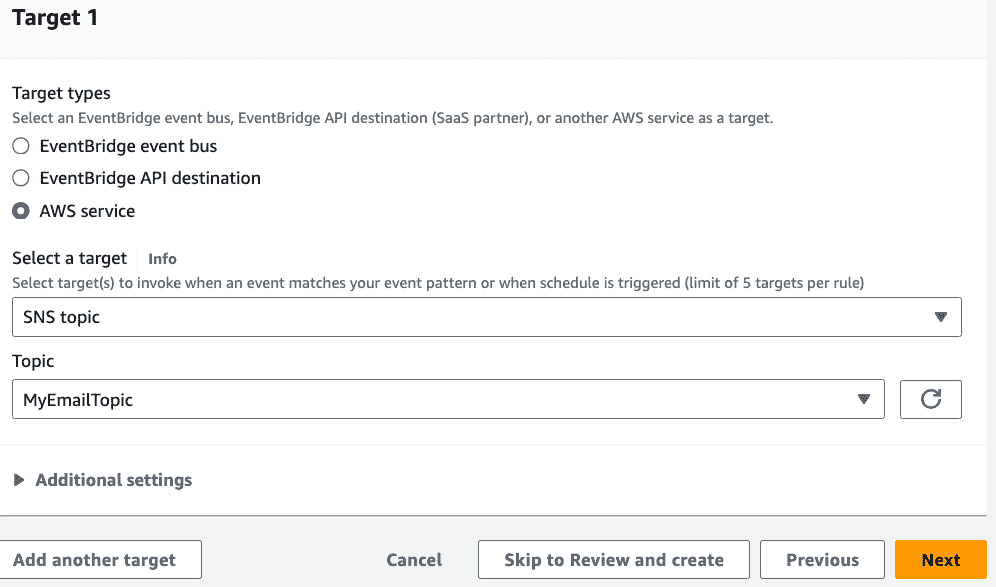 Target 1
Target types
Select an EventBridge event bus, EventBridge API destination (SaaS partner), or another AWS service as a target.
EventBridge event bus
EventBridge API destination
AWS service
Select a target Info
Select target(s) to invoke when an event matches your event pattern or when schedule is triggered (limit of 5 targets per rule)
SNS topic
Topic
MyEmailTopic
Additional settings
Add another target Cancel Skip to Review and create Previous Next